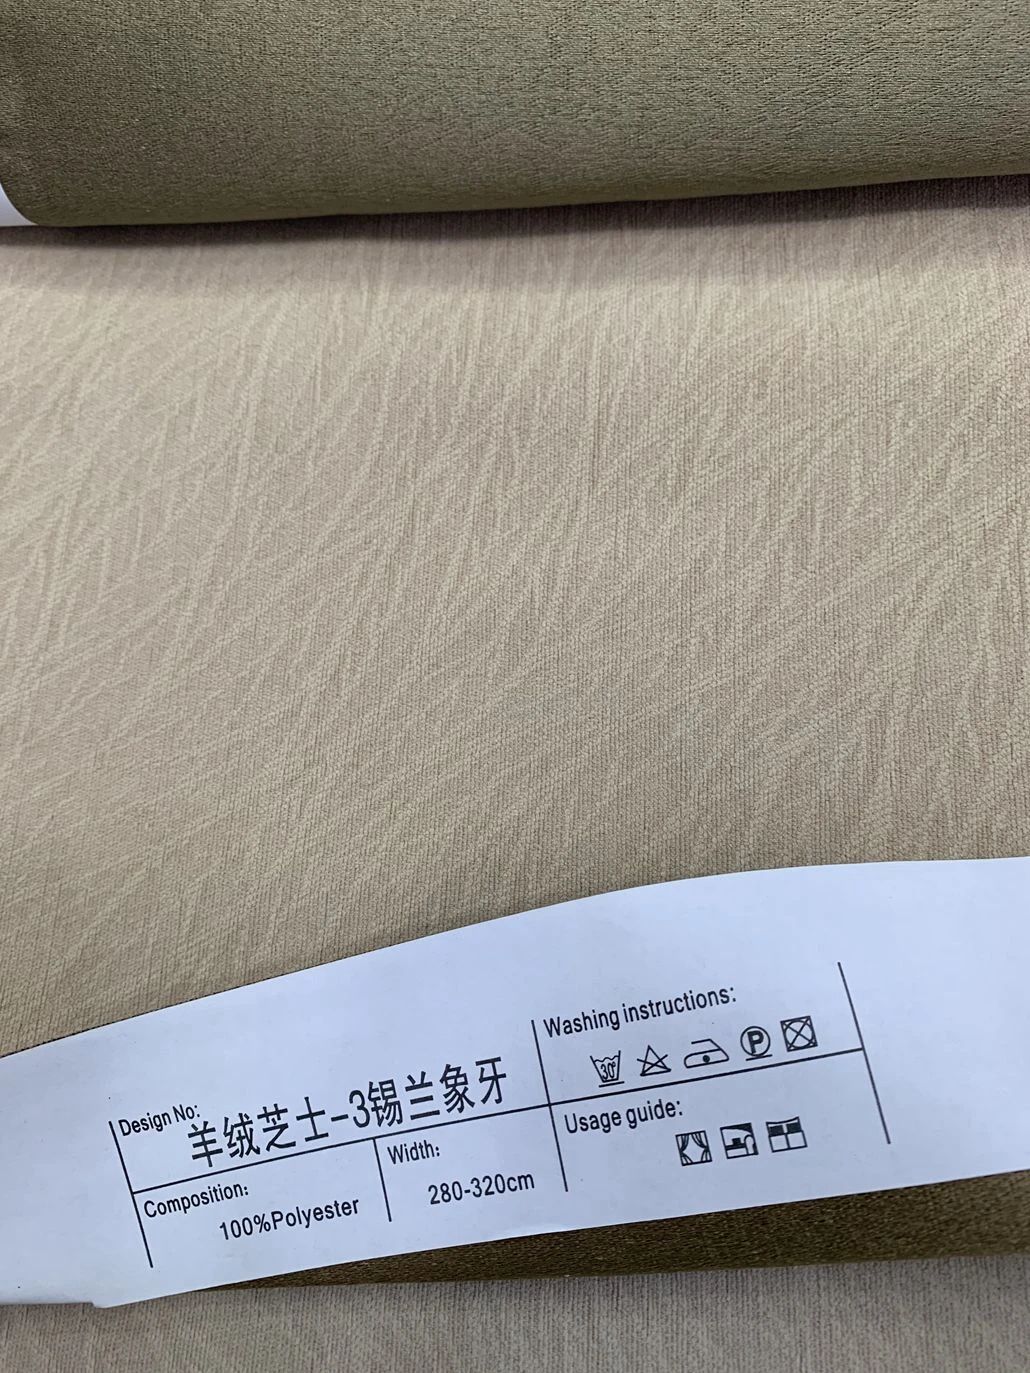 Design No:
羊绒芝士-3锡兰象牙
Composition:
100%Polyester
Width:
280-320cm
Washing instructions:
30°
P
Usage guide: